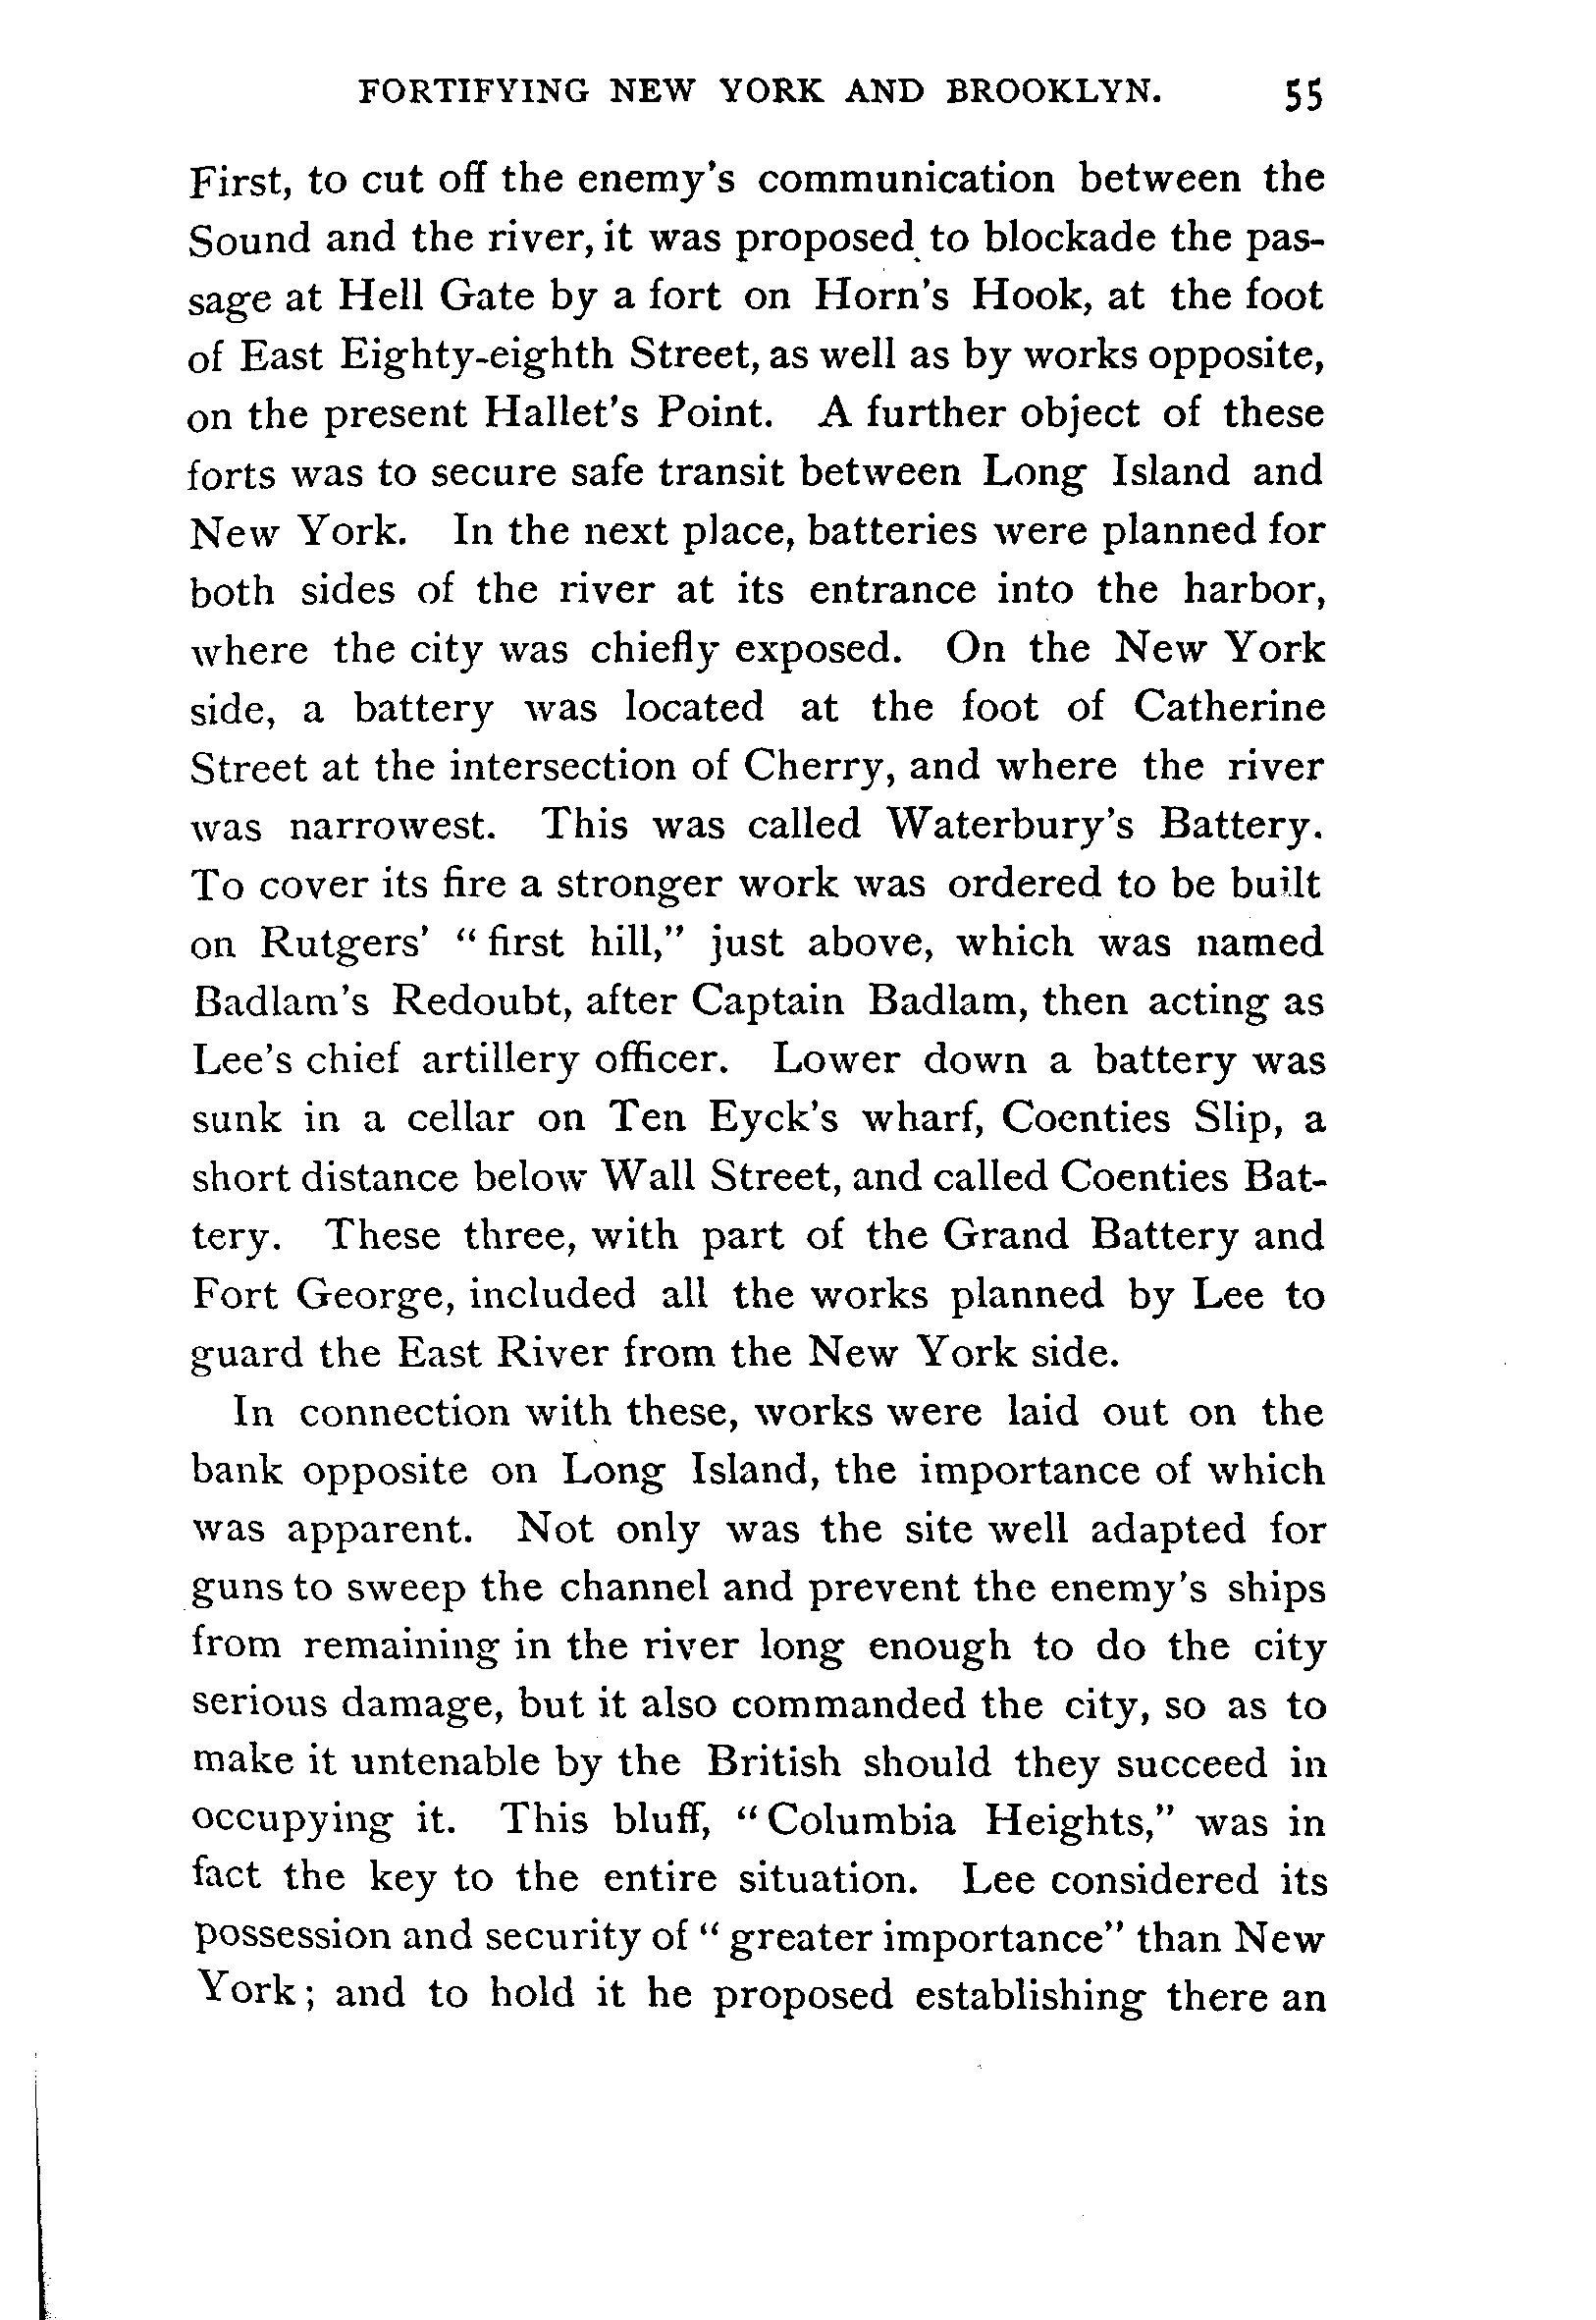 FORTIFYING NEW YORK AND BROOKLYN. 55
First, to cut off the enemy's communication between the
Sound and the river, it was proposed to blockade the pas-
sage at Hell Gate by a fort on Horn's Hook, at the foot
of East Eighty-eighth Street, as well as by works opposite,
on the present Hallet's Point. A further object of these
forts was to secure safe transit between Long Island and
New York. In the next place, batteries were planned for
both sides of the river at its entrance into the harbor,
where the city was chiefly exposed. On the New York
side, a battery was located at the foot of Catherine
Street at the intersection of Cherry, and where the river
was narrowest. This was called Waterbury's Battery.
To cover its fire a stronger work was ordered to be built
on Rutgers' "first hill," just above, which was named
Badlam's Redoubt, after Captain Badlam, then acting as
Lee's chief artillery officer. Lower down a battery was
sunk in a cellar on Ten Eyck's wharf, Coenties Slip, a
short distance below Wall Street, and called Coenties Bat-
tery. These three, with part of the Grand Battery and
Fort George, included all the works planned by Lee to
guard the East River from the New York side.
In connection with these, works were laid out on the
bank opposite on Long Island, the importance of which
was apparent. Not only was the site well adapted for
guns to sweep the channel and prevent the enemy's ships
from remaining in the river long enough to do the city
serious damage, but it also commanded the city, so as to
make it untenable by the British should they succeed in
occupying it. This bluff, "Columbia Heights," was in
fact the key to the entire situation. Lee considered its
possession and security of "greater importance" than New
York; and to hold it he proposed establishing there an